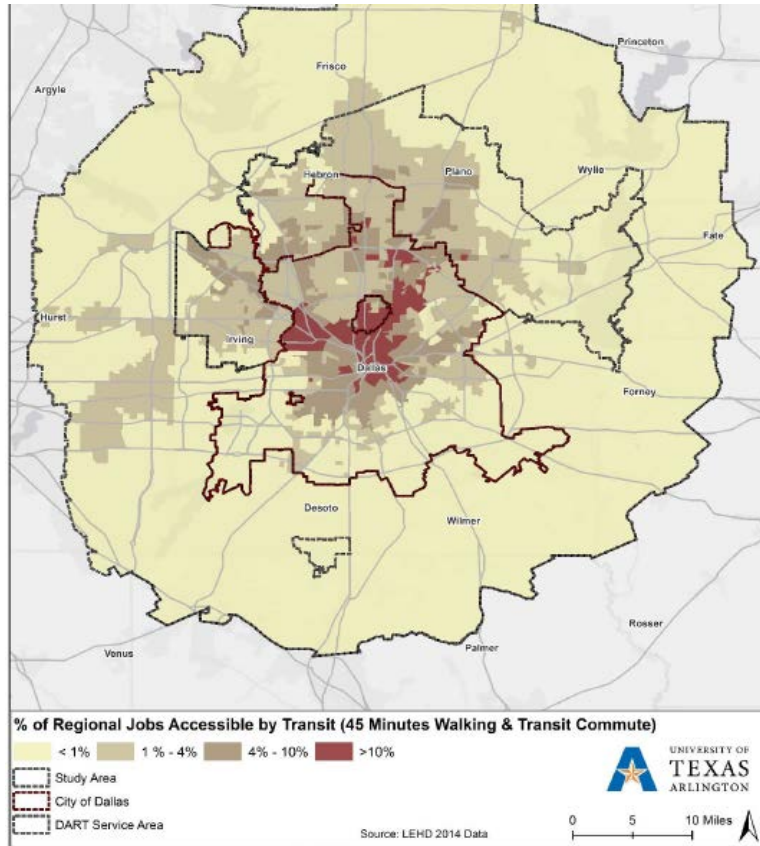 Princeton
Frisco
Argyle
Hebron
Plano
Wylie
Fate
Hurst
Irving
Dallas
Forney
Desoto
Wilmer
Rosser
Venus
Palmer
% of Regional Jobs Accessible by Transit (45 Minutes Walking & Transit Commute)
< 1% 1 % - 4% 4% - 10% >10%
Study Area
City of Dallas
DART Service Area
Source: LEHD 2014 Data
UNIVERSITY OF
TEXAS
ARLINGTON
0 5 10 Miles